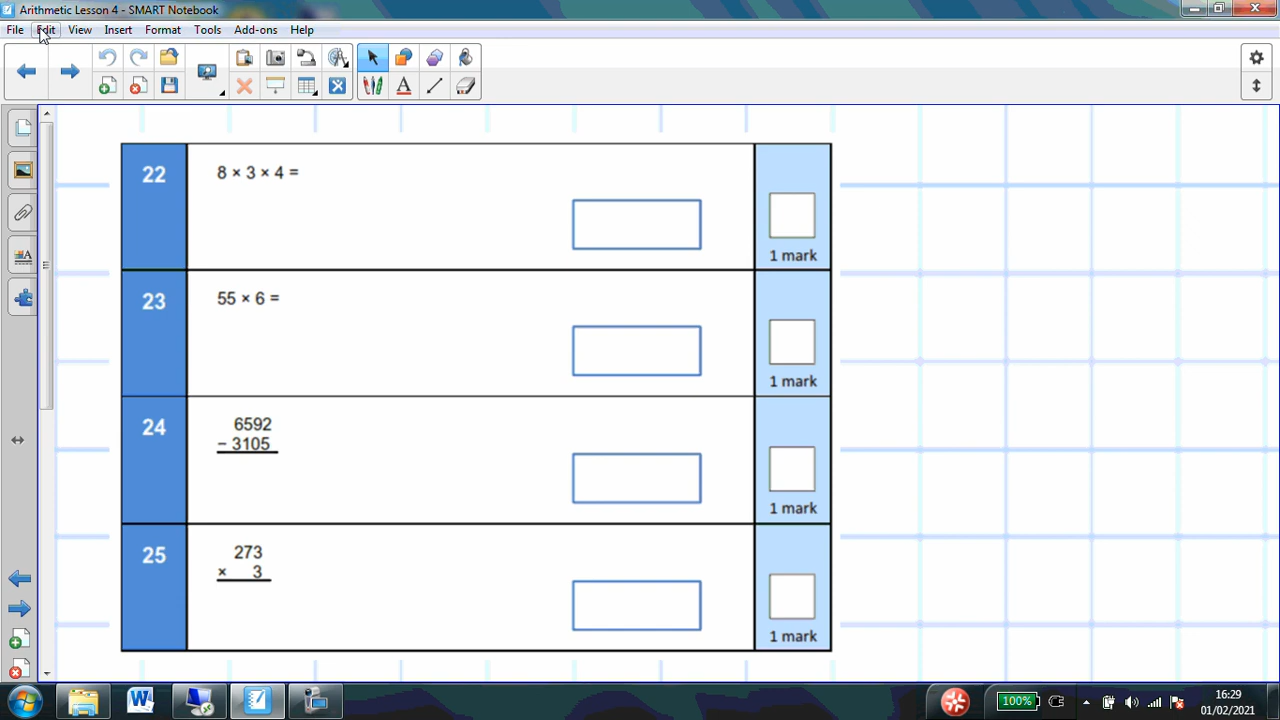 Arithmetic Lesson 4 - SMART Notebook
File Edit View Insert Format Tools Add-ons Help
22
8 × 3 × 4 =
1 mark
23
55 × 6 =
1 mark
24
6592
− 3105
1 mark
25
273
× 3
1 mark
100%
16:29
01/02/2021